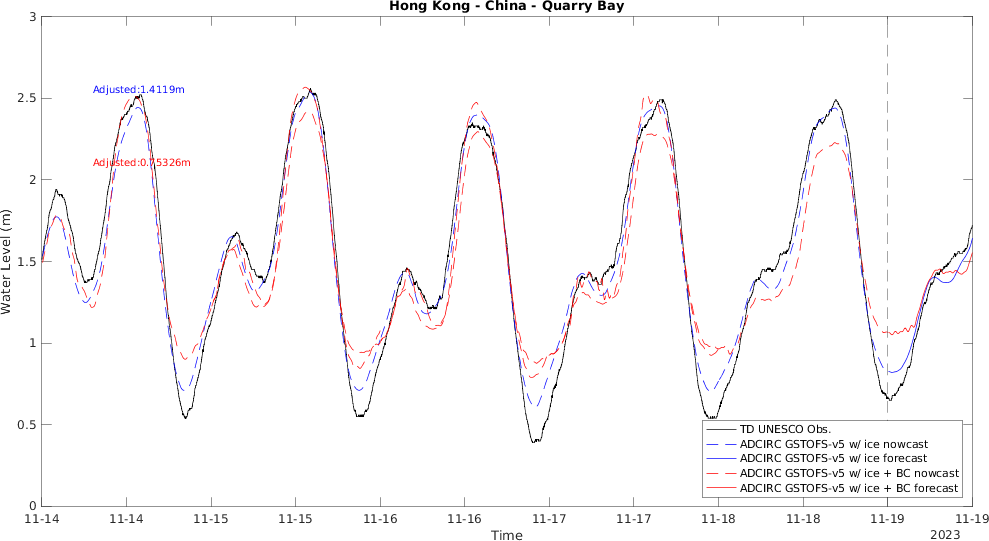 Hong Kong - China - Quarry Bay
3
2.5
2
1.5
1
0.5
0
Water Level (m)
Adjusted:1.4119m
Adjusted:0.75326m
TD UNESCO Obs.
ADCIRC GSTOFS-v5 w/ ice nowcast
ADCIRC GSTOFS-v5 w/ ice forecast
ADCIRC GSTOFS-v5 w/ ice + BC nowcast
ADCIRC GSTOFS-v5 w/ ice + BC forecast
11-14 11-14 11-15 11-15 11-16 11-16 11-17 11-17 11-18 11-18 11-19 11-19
Time
2023